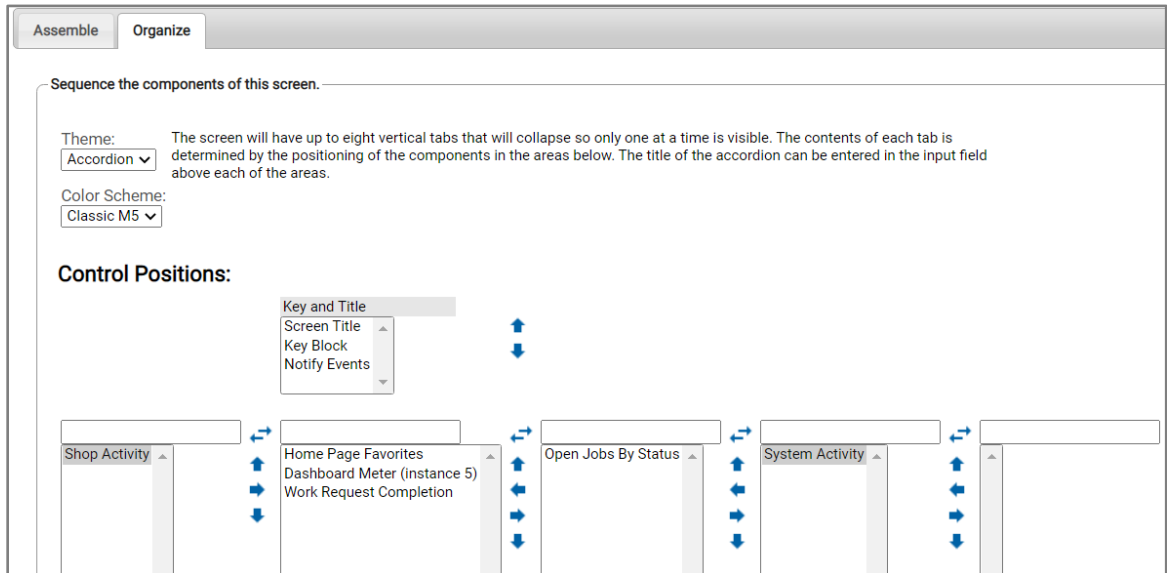 Assemble
Organize
Sequence the components of this screen.
Theme:
Accordion
The screen will have up to eight vertical tabs that will collapse so only one at a time is visible. The contents of each tab is
determined by the positioning of the components in the areas below. The title of the accordion can be entered in the input field
above each of the areas.
Color Scheme:
Classic M5
Control Positions:
Key and Title
Screen Title
Key Block
Notify Events
Shop Activity
Home Page Favorites
Dashboard Meter (instance 5)
Work Request Completion
Open Jobs By Status
System Activity